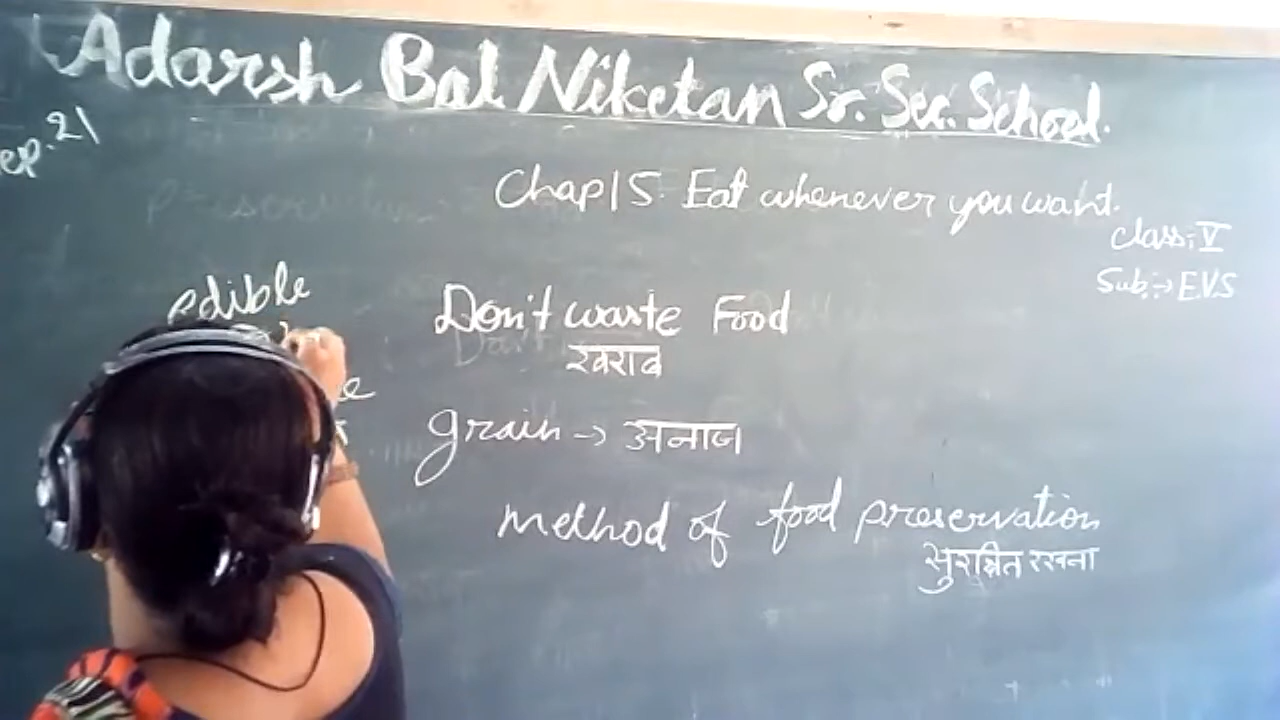 Adarsh Bal Niketan Sr. Sec. School.
ep. 21
Chap 15. Eat whenever you want.
Class:- V
Sub:-> E.V.S
edible
Don't waste Food
खराब
grain -> अनाज
method of food preservation
सुरक्षित रखना